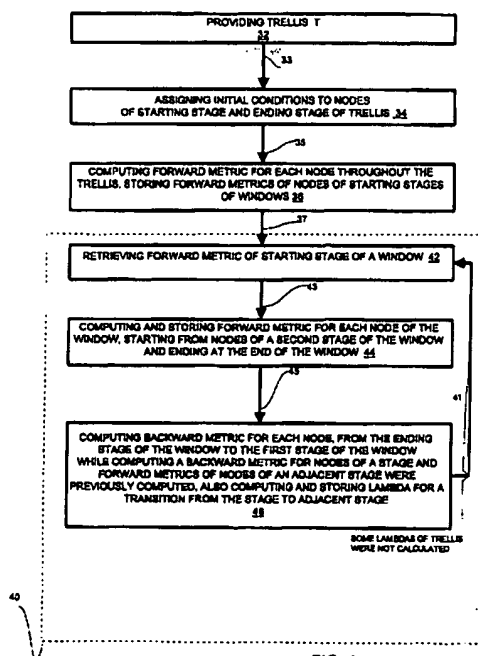 PROVIDING TRELLIS T
32
33
ASSIGNING INITIAL CONDITIONS TO NODES
OF STARTING STAGE AND ENDING STAGE OF TRELLIS 34
35
COMPUTING FORWARD METRIC FOR EACH NODE THROUGHOUT THE
TRELLIS, STORING FORWARD METRICS OF NODES OF STARTING STAGES
OF WINDOWS 36
37
RETRIEVING FORWARD METRIC OF STARTING STAGE OF A WINDOW 42
43
COMPUTING AND STORING FORWARD METRIC FOR EACH NODE OF THE
WINDOW, STARTING FROM NODES OF A SECOND STAGE OF THE WINDOW
AND ENDING AT THE END OF THE WINDOW 44
45
41
COMPUTING BACKWARD METRIC FOR EACH NODE, FROM THE ENDING
STAGE OF THE WINDOW TO THE FIRST STAGE OF THE WINDOW
WHILE COMPUTING A BACKWARD METRIC FOR NODES OF A STAGE AND
FORWARD METRICS OF NODES OF AN ADJACENT STAGE WERE
PREVIOUSLY COMPUTED, ALSO COMPUTING AND STORING LAMBDA FOR A
TRANSITION FROM THE STAGE TO ADJACENT STAGE
SOME LAMBDAS OF TRELLIS
WERE NOT CALCULATED
40